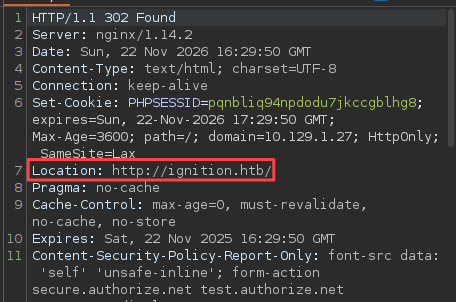 1 HTTP/1.1 302 Found
2 Server: nginx/1.14.2
3 Date: Sun, 22 Nov 2026 16:29:50 GMT
4 Content-Type: text/html; charset=UTF-8
5 Connection: keep-alive
6 Set-Cookie: PHPSESSID=pqnbliq94npdodu7jkccgblhg8;
expires=Sun, 22-Nov-2026 17:29:50 GMT;
Max-Age=3600; path=/; domain=10.129.1.27; HttpOnly;
SameSite=Lax
7 Location: http://ignition.htb/
8 Pragma: no-cache
9 Cache-Control: max-age=0, must-revalidate,
no-cache, no-store
10 Expires: Sat, 22 Nov 2025 16:29:50 GMT
11 Content-Security-Policy-Report-Only: font-src data:
'self' 'unsafe-inline'; form-action
secure.authorize.net test.authorize.net